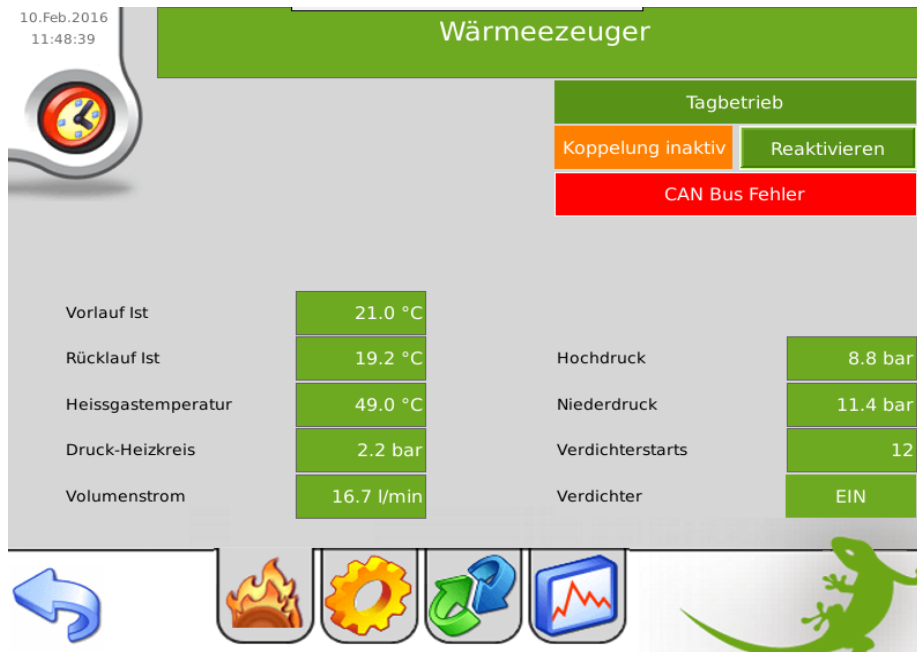 10.Feb.2016
11:48:39
Wärmeezeuger
Tagbetrieb
Koppelung inaktiv
Reaktivieren
CAN Bus Fehler
Vorlauf Ist 21.0 °C
Rücklauf Ist 19.2 °C Hochdruck 8.8 bar
Heissgastemperatur 49.0 °C Niederdruck 11.4 bar
Druck-Heizkreis 2.2 bar Verdichterstarts 12
Volumenstrom 16.7 l/min Verdichter EIN